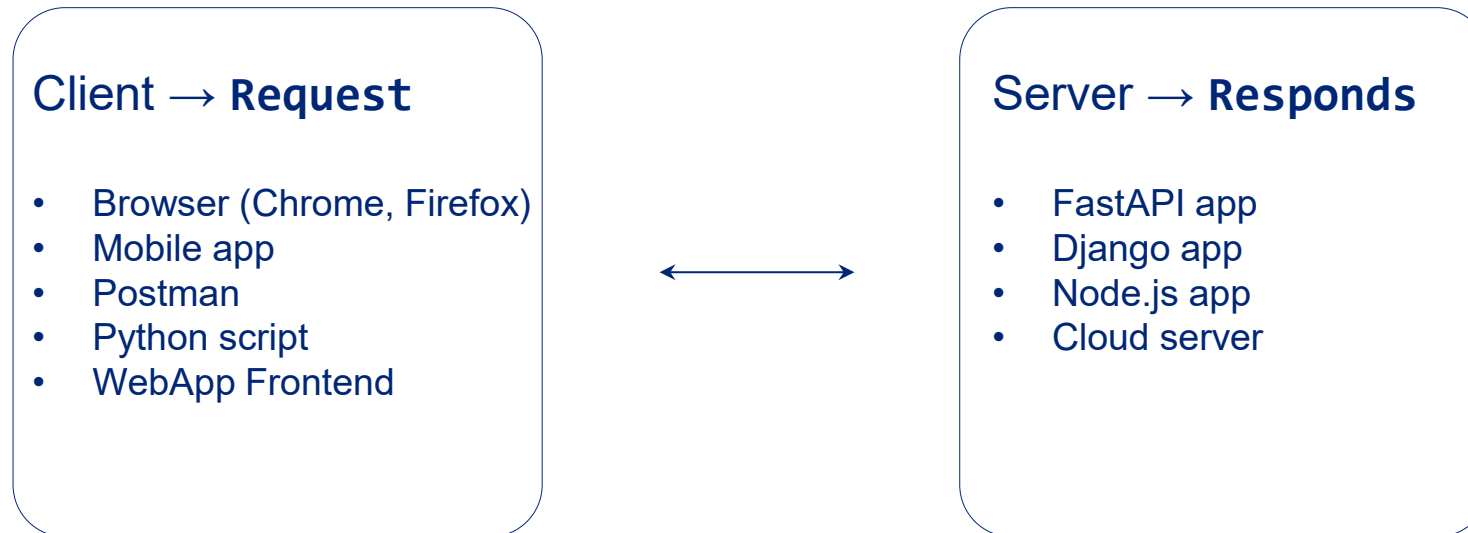 Client → Request
• Browser (Chrome, Firefox)
• Mobile app
• Postman
• Python script
• WebApp Frontend
Server → Responds
• FastAPI app
• Django app
• Node.js app
• Cloud server